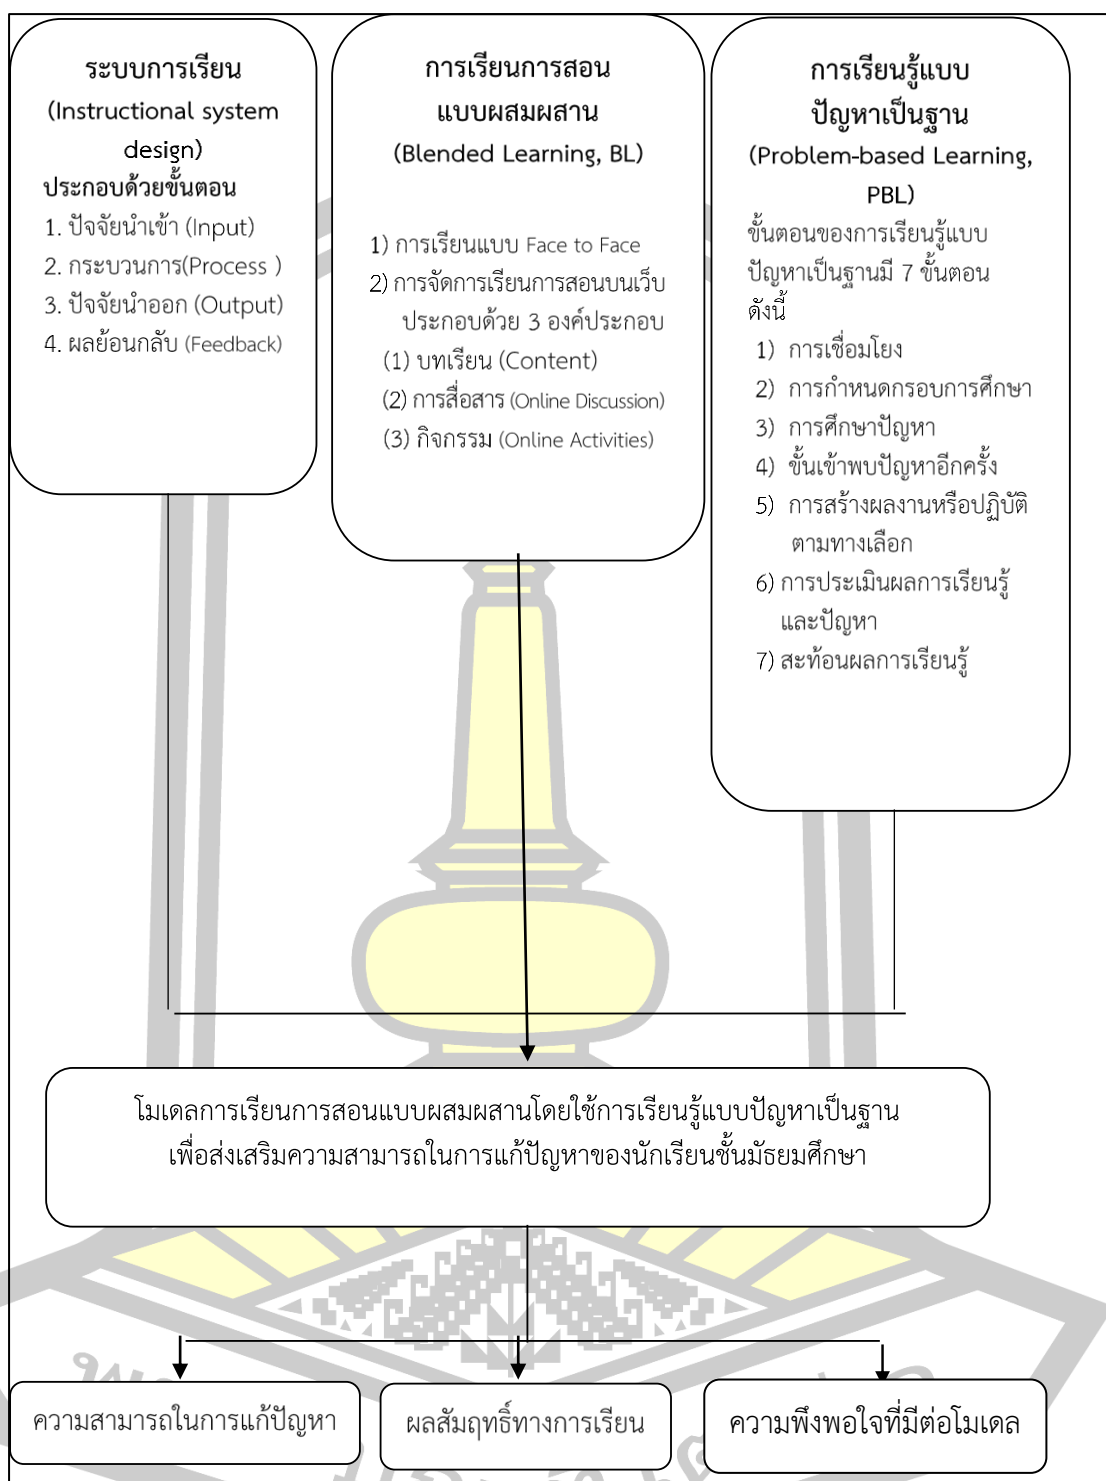 ระบบการเรียน
(Instructional system
design)
ประกอบด้วยขั้นตอน
1. ปัจจัยนำเข้า (Input)
2. กระบวนการ(Process )
3. ปัจจัยนำออก (Output)
4. ผลย้อนกลับ (Feedback)
การเรียนการสอน
แบบผสมผสาน
(Blended Learning, BL)
1) การเรียนแบบ Face to Face
2) การจัดการเรียนการสอนบนเว็บ
ประกอบด้วย 3 องค์ประกอบ
(1) บทเรียน (Content)
(2) การสื่อสาร (Online Discussion)
(3) กิจกรรม (Online Activities)
การเรียนรู้แบบ
ปัญหาเป็นฐาน
(Problem-based Learning,
PBL)
ขั้นตอนของการเรียนรู้แบบ
ปัญหาเป็นฐานมี 7 ขั้นตอน
ดังนี้
1) การเชื่อมโยง
2) การกำหนดกรอบการศึกษา
3) การศึกษาปัญหา
4) ขั้นเข้าพบปัญหาอีกครั้ง
5) การสร้างผลงานหรือปฏิบัติ
ตามทางเลือก
6) การประเมินผลการเรียนรู้
และปัญหา
7) สะท้อนผลการเรียนรู้
โมเดลการเรียนการสอนแบบผสมผสานโดยใช้การเรียนรู้แบบปัญหาเป็นฐาน
เพื่อส่งเสริมความสามารถในการแก้ปัญหาของนักเรียนชั้นมัธยมศึกษา
ความสามารถในการแก้ปัญหา
ผลสัมฤทธิ์ทางการเรียน
ความพึงพอใจที่มีต่อโมเดล